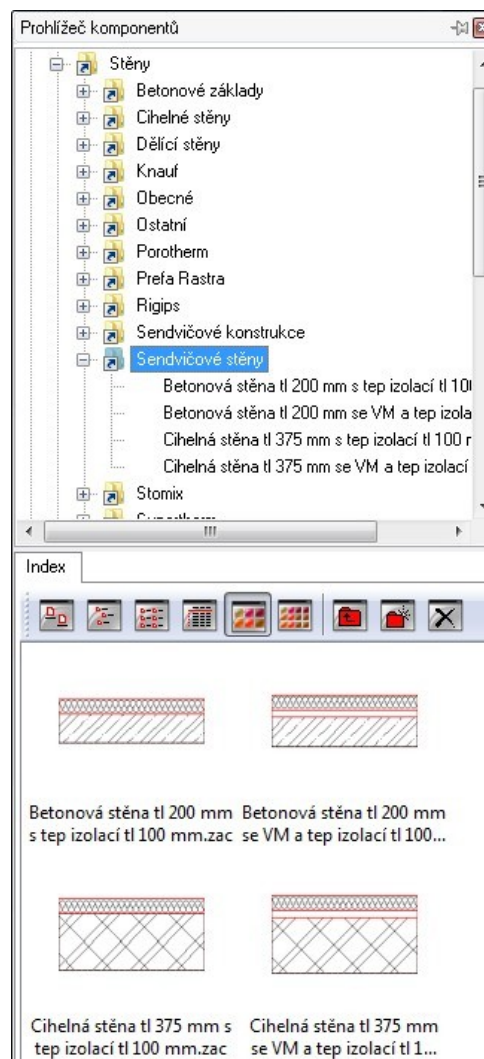 Prohlížeč komponentů
Stěny
Betonové základy
Cihelné stěny
Dělící stěny
Knauf
Obecné
Ostatní
Porotherm
Prefa Rastra
Rigips
Sendvičové konstrukce
Sendvičové stěny
Betonová stěna tl 200 mm s tep izolací tl 10
Betonová stěna tl 200 mm se VM a tep izola
Cihelná stěna tl 375 mm s tep izolací tl 100
Cihelná stěna tl 375 mm se VM a tep izolací
Stomix
Index
Betonová stěna tl 200 mm
s tep izolací tl 100 mm.zac
Betonová stěna tl 200 mm
se VM a tep izolací tl 100...
Cihelná stěna tl 375 mm s
tep izolací tl 100 mm.zac
Cihelná stěna tl 375 mm
se VM a tep izolací tl 1...